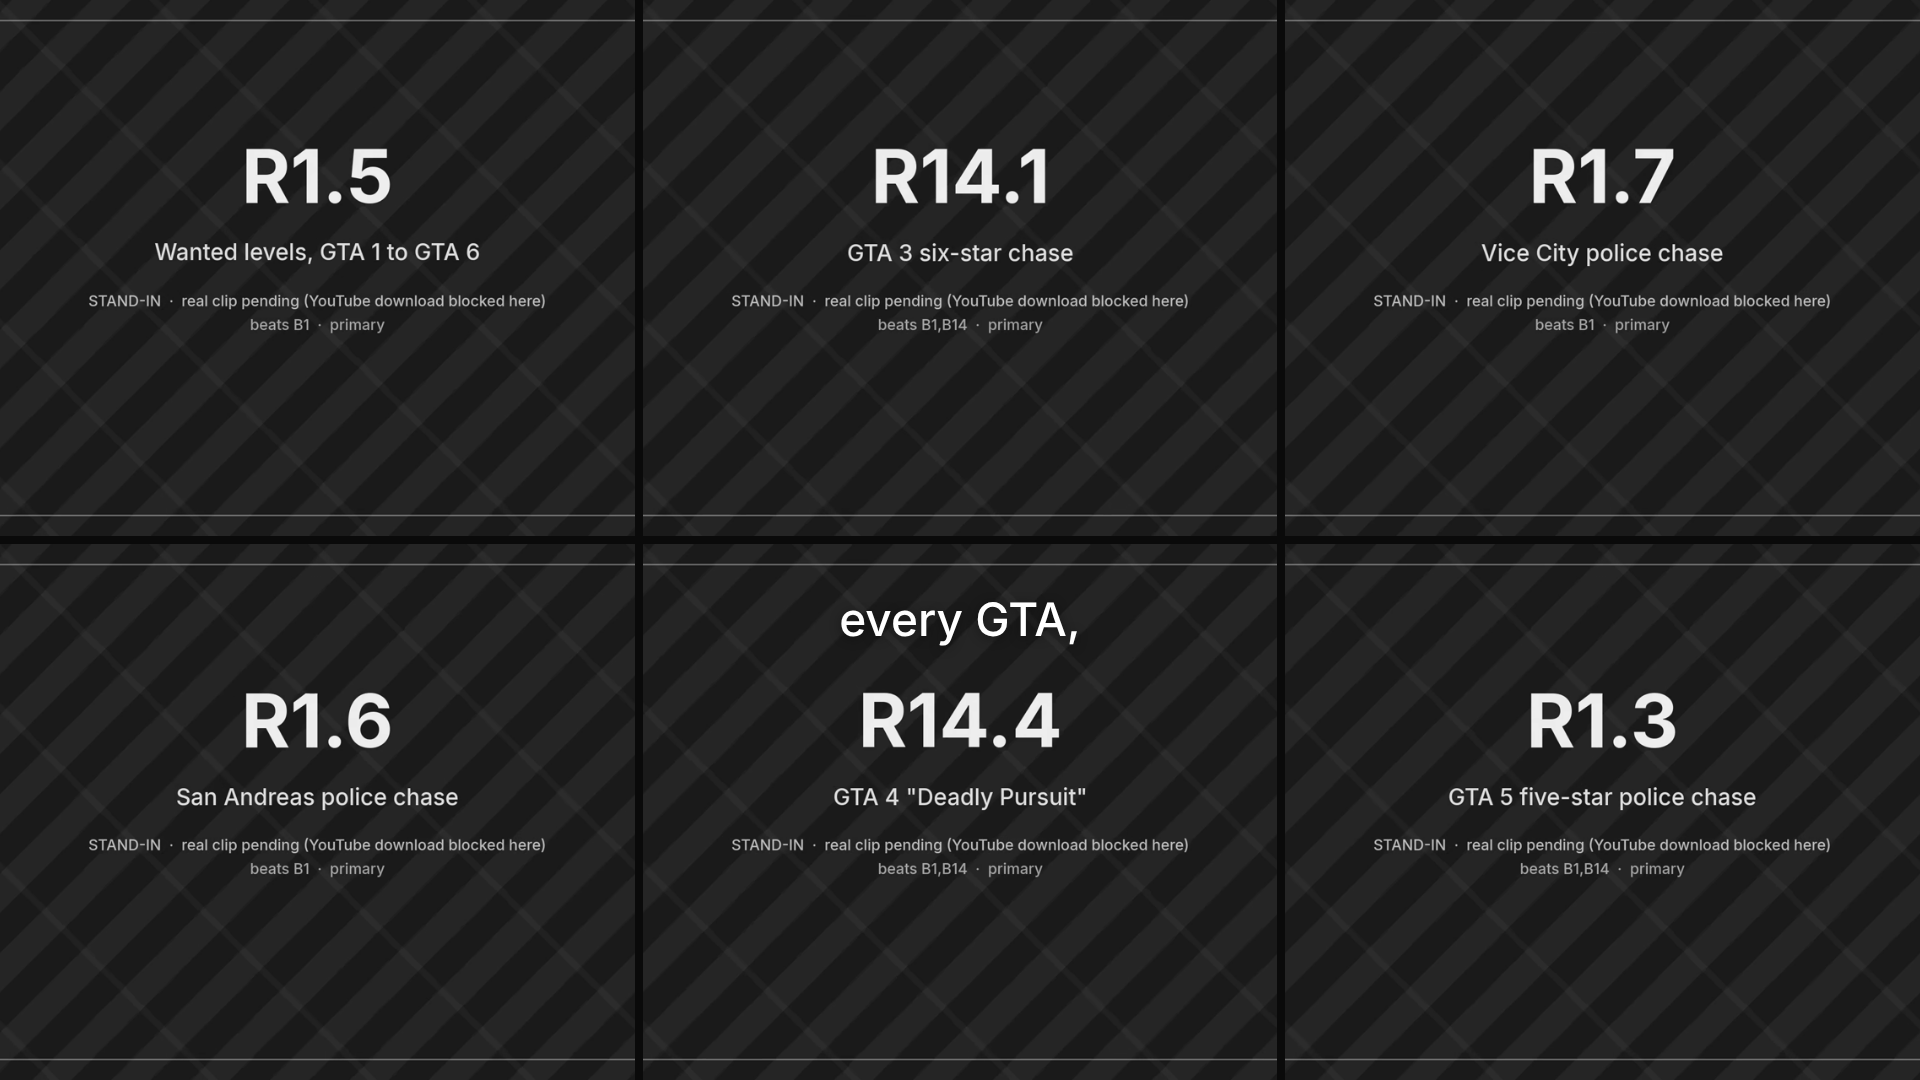 R1.5
Wanted levels, GTA 1 to GTA 6
STAND-IN · real clip pending (YouTube download blocked here)
beats B1 · primary
R14.1
GTA 3 six-star chase
STAND-IN · real clip pending (YouTube download blocked here)
beats B1,B14 · primary
R1.7
Vice City police chase
STAND-IN · real clip pending (YouTube download blocked here)
beats B1 · primary
R1.6
San Andreas police chase
STAND-IN · real clip pending (YouTube download blocked here)
beats B1 · primary
every GTA,
R14.4
GTA 4 "Deadly Pursuit"
STAND-IN · real clip pending (YouTube download blocked here)
beats B1,B14 · primary
R1.3
GTA 5 five-star police chase
STAND-IN · real clip pending (YouTube download blocked here)
beats B1,B14 · primary